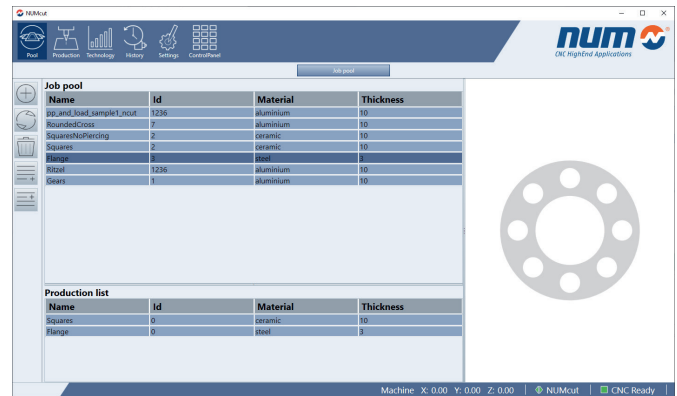 NUMcut
Pool Production Technology History Settings ControlPanel
num
CNC HighEnd Applications
Job pool
Job pool
Name Id Material Thickness
pp_and_load_sample1_ncut 1236 aluminium 10
RoundedCross 7 aluminium 10
SquaresNoPiercing 2 ceramic 10
Squares 2 ceramic 10
Flange 3 steel 3
Ritzel 1236 aluminium 10
Gears 1 aluminium 10
Production list
Name Id Material Thickness
Squares 0 ceramic 10
Flange 0 steel 3
Machine X: 0.00 Y: 0.00 Z: 0.00 NUMcut CNC Ready